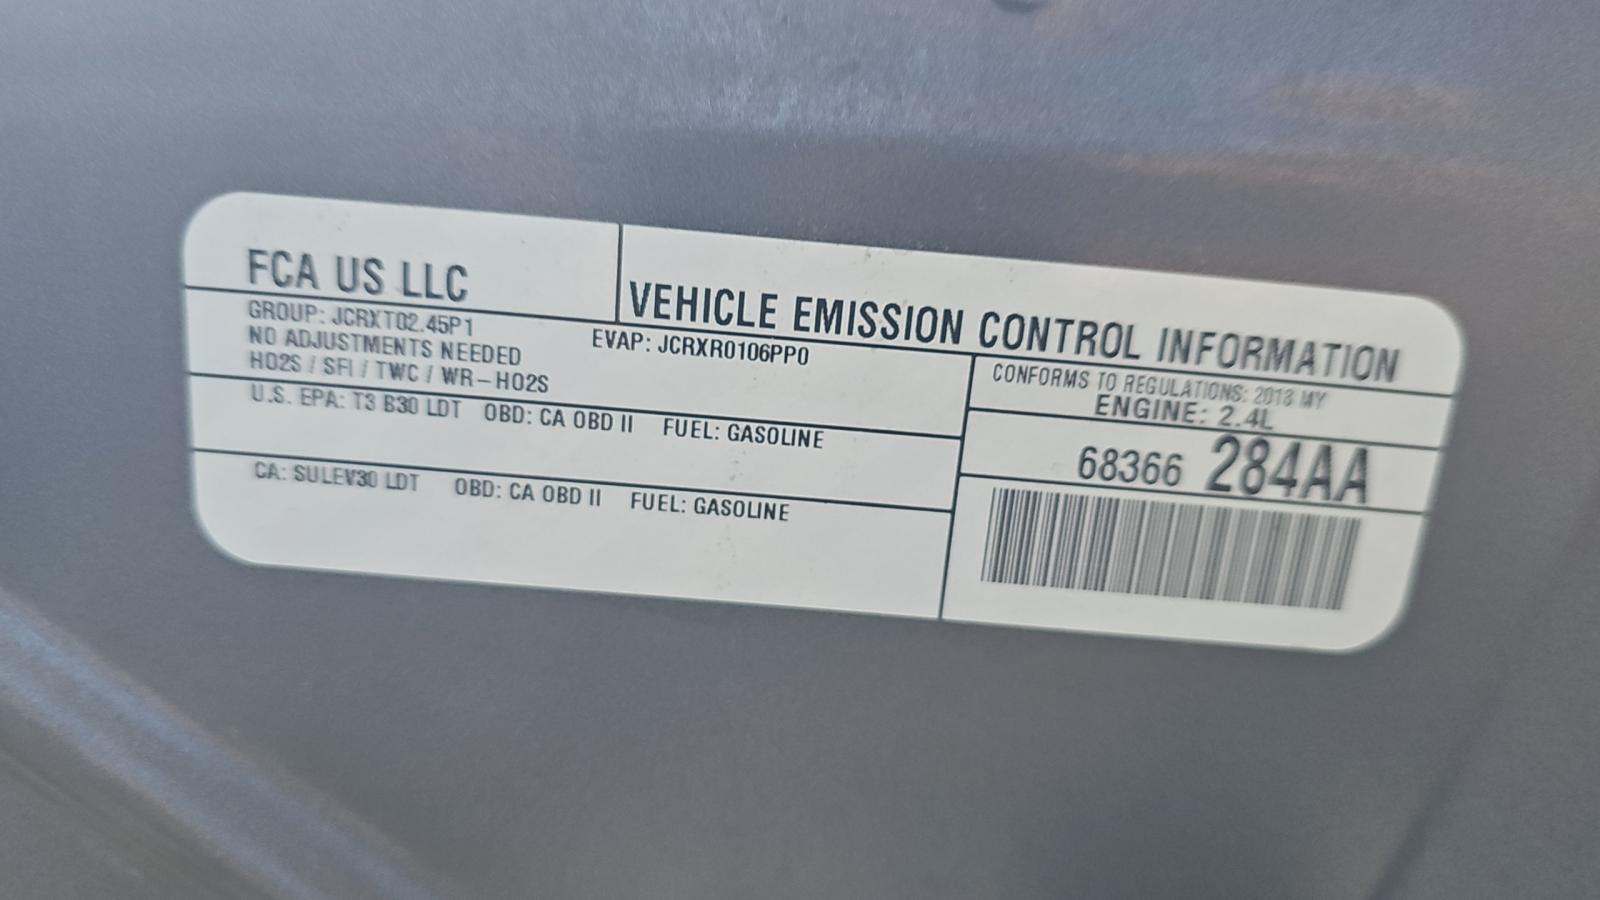 FCA US LLC
VEHICLE EMISSION CONTROL INFORMATION
GROUP: JCRXT02.45P1
EVAP: JCRXR0106PP0
NO ADJUSTMENTS NEEDED
HO2S / SFI / TWC / WR-HO2S
CONFORMS TO REGULATIONS: 2018 MY
ENGINE: 2.4L
U.S. EPA: T3 B30 LDT OBD: CA OBD II FUEL: GASOLINE
68366 284AA
CA: SULEV30 LDT OBD: CA OBD II FUEL: GASOLINE